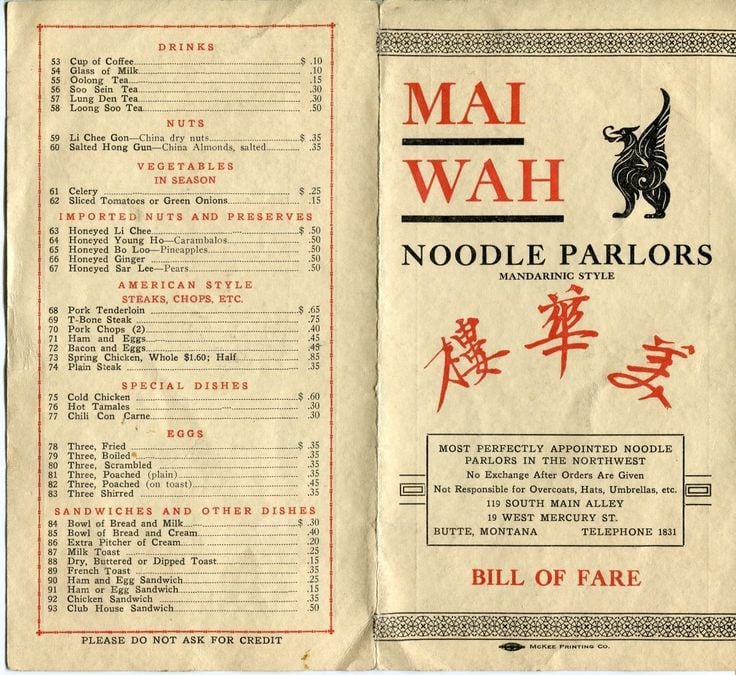 DRINKS
53 Cup of Coffee $ .10
54 Glass of Milk .10
55 Oolong Tea .15
56 Soo Sein Tea .30
57 Lung Den Tea .30
58 Loong Soo Tea .50
NUTS
59 Li Chee Gon—China dry nuts $ .35
60 Salted Hong Gun—China Almonds, salted .35
VEGETABLES
IN SEASON
61 Celery $ .25
62 Sliced Tomatoes or Green Onions .15
IMPORTED NUTS AND PRESERVES
63 Honeyed Li Chee $ .50
64 Honeyed Young Ho—Carambalos .50
65 Honeyed Bo Loo—Pineapples .50
66 Honeyed Ginger .50
67 Honeyed Sar Lee—Pears .50
AMERICAN STYLE
STEAKS, CHOPS, ETC.
68 Pork Tenderloin $ .65
69 T-Bone Steak .75
70 Pork Chops (2) .40
71 Ham and Eggs .45
72 Bacon and Eggs .45
73 Spring Chicken, Whole $1.60; Half .85
74 Plain Steak .35
SPECIAL DISHES
75 Cold Chicken $ .60
76 Hot Tamales .30
77 Chili Con Carne .30
EGGS
78 Three, Fried $ .35
79 Three, Boiled .35
80 Three, Scrambled .35
81 Three, Poached (plain) .35
82 Three, Poached (on toast) .45
83 Three Shirred .35
SANDWICHES AND OTHER DISHES
84 Bowl of Bread and Milk $ .30
85 Bowl of Bread and Cream .40
86 Extra Pitcher of Cream .20
87 Milk Toast .25
88 Dry, Buttered or Dipped Toast .15
89 French Toast .35
90 Ham and Egg Sandwich .25
91 Ham or Egg Sandwich .15
92 Chicken Sandwich .35
93 Club House Sandwich .50
PLEASE DO NOT ASK FOR CREDIT
MAI
WAH
NOODLE PARLORS
MANDARINIC STYLE
美華樓
MOST PERFECTLY APPOINTED NOODLE
PARLORS IN THE NORTHWEST
No Exchange After Orders Are Given
Not Responsible for Overcoats, Hats, Umbrellas, etc.
119 SOUTH MAIN ALLEY
19 WEST MERCURY ST.
BUTTE, MONTANA TELEPHONE 1831
BILL OF FARE
McKee Printing Co.